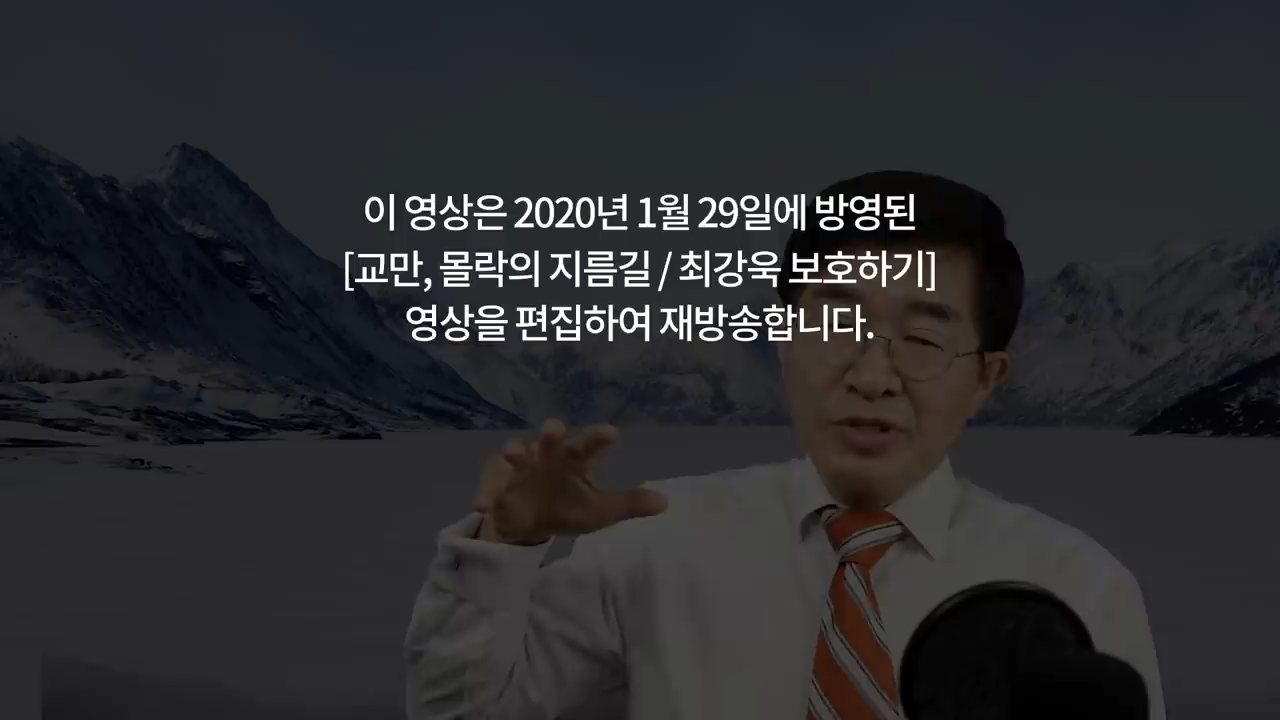 이 영상은 2020년 1월 29일에 방영된
[교만, 몰락의 지름길 / 최강욱 보호하기]
영상을 편집하여 재방송합니다.